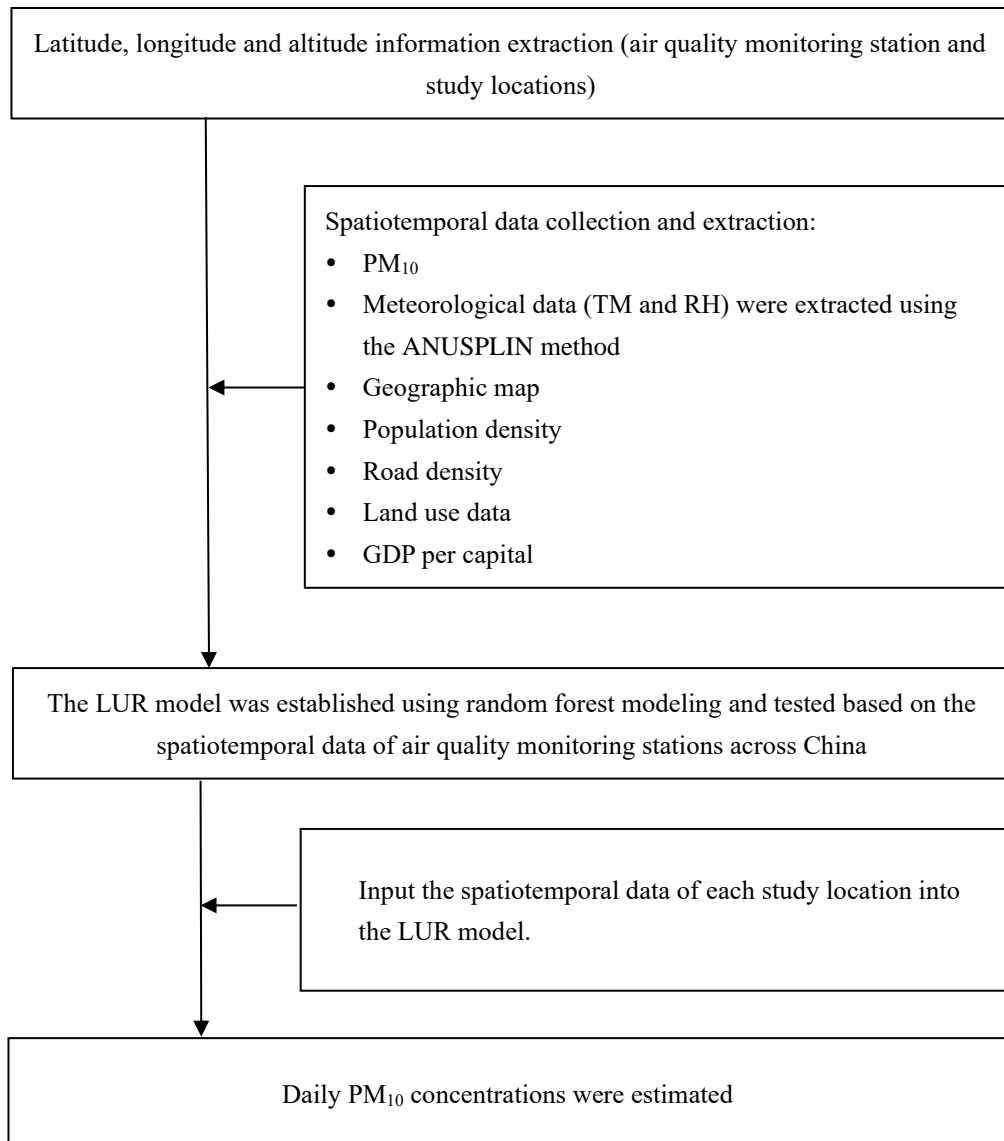 Latitude, longitude and altitude information extraction (air quality monitoring station and
study locations)
Spatiotemporal data collection and extraction:
• PM₁₀
• Meteorological data (TM and RH) were extracted using
the ANUSPLIN method
• Geographic map
• Population density
• Road density
• Land use data
• GDP per capital
The LUR model was established using random forest modeling and tested based on the
spatiotemporal data of air quality monitoring stations across China
Input the spatiotemporal data of each study location into
the LUR model.
Daily PM₁₀ concentrations were estimated